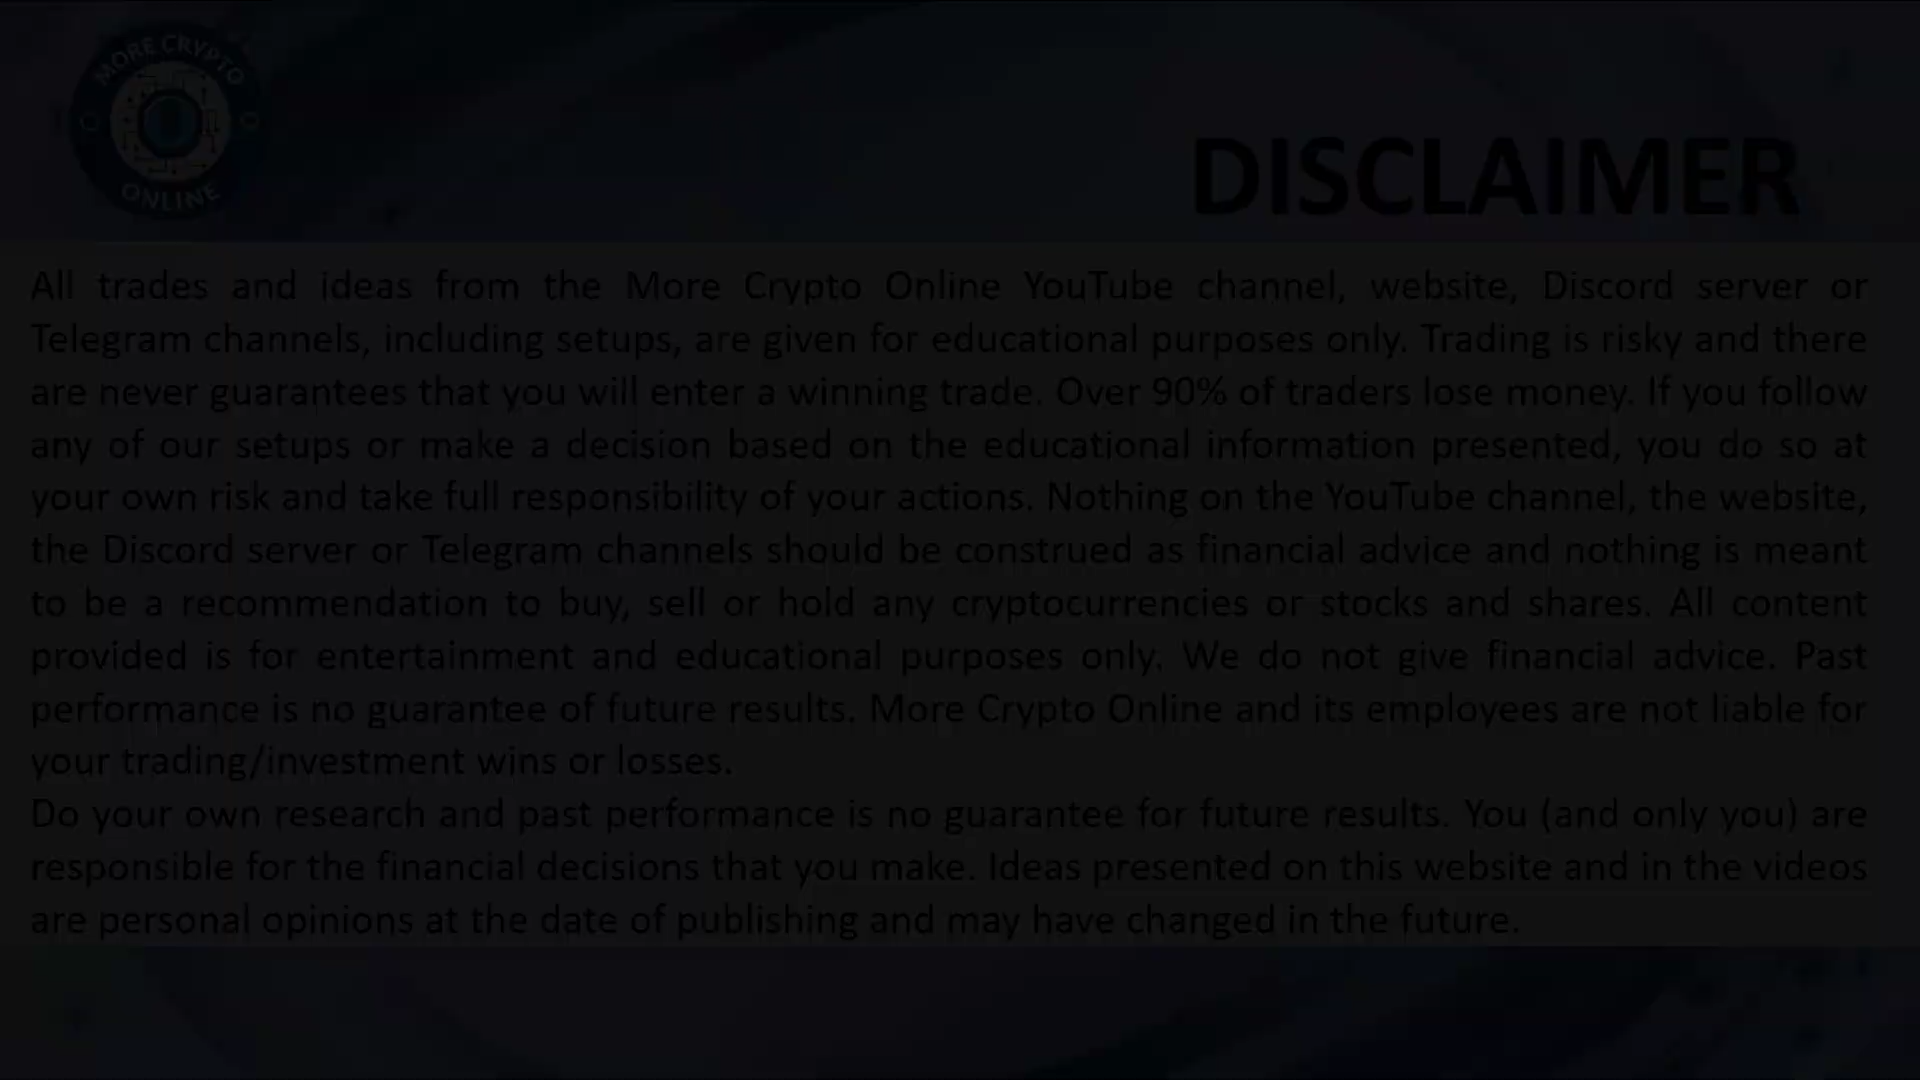 MORE CRYPTO
ONLINE
DISCLAIMER
All trades and ideas from the More Crypto Online YouTube channel, website, Discord server or
Telegram channels, including setups, are given for educational purposes only. Trading is risky and there
are never guarantees that you will enter a winning trade. Over 90% of traders lose money. If you follow
any of our setups or make a decision based on the educational information presented, you do so at
your own risk and take full responsibility of your actions. Nothing on the YouTube channel, the website,
the Discord server or Telegram channels should be construed as financial advice and nothing is meant
to be a recommendation to buy, sell or hold any cryptocurrencies or stocks and shares. All content
provided is for entertainment and educational purposes only. We do not give financial advice. Past
performance is no guarantee of future results. More Crypto Online and its employees are not liable for
your trading/investment wins or losses.
Do your own research and past performance is no guarantee for future results. You (and only you) are
responsible for the financial decisions that you make. Ideas presented on this website and in the videos
are personal opinions at the date of publishing and may have changed in the future.